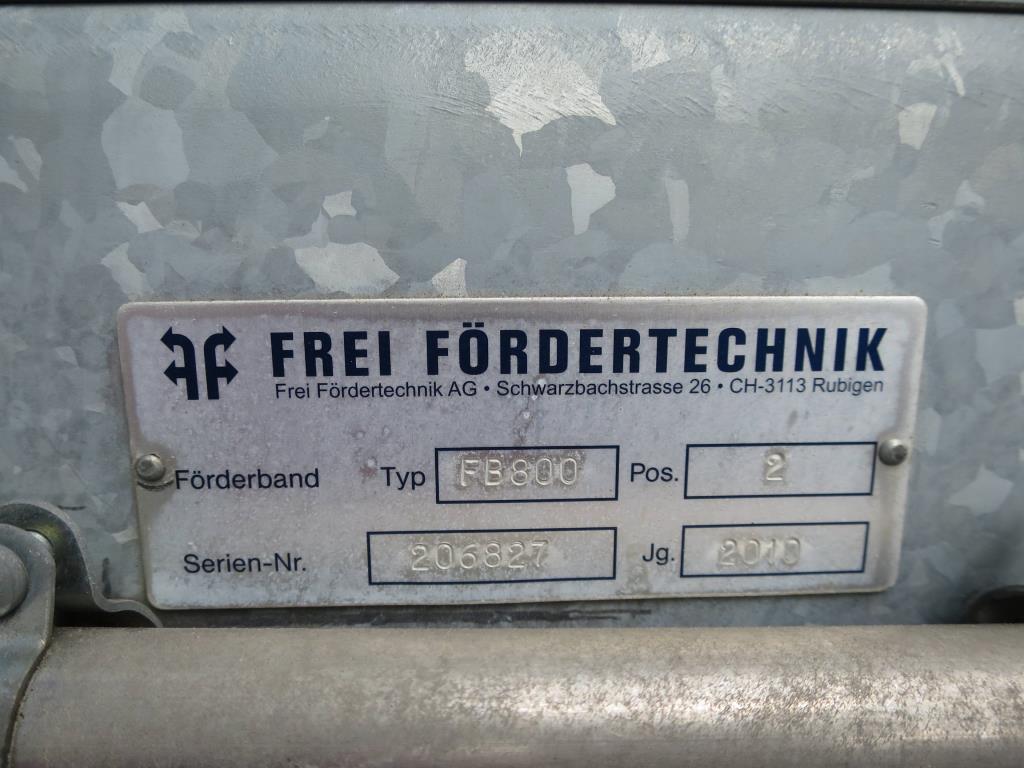 FREI FÖRDERTECHNIK
Frei Fördertechnik AG • Schwarzbachstrasse 26 • CH-3113 Rubigen
Förderband Typ FB800 Pos. 2
Serien-Nr. 206827 Jg. 2010